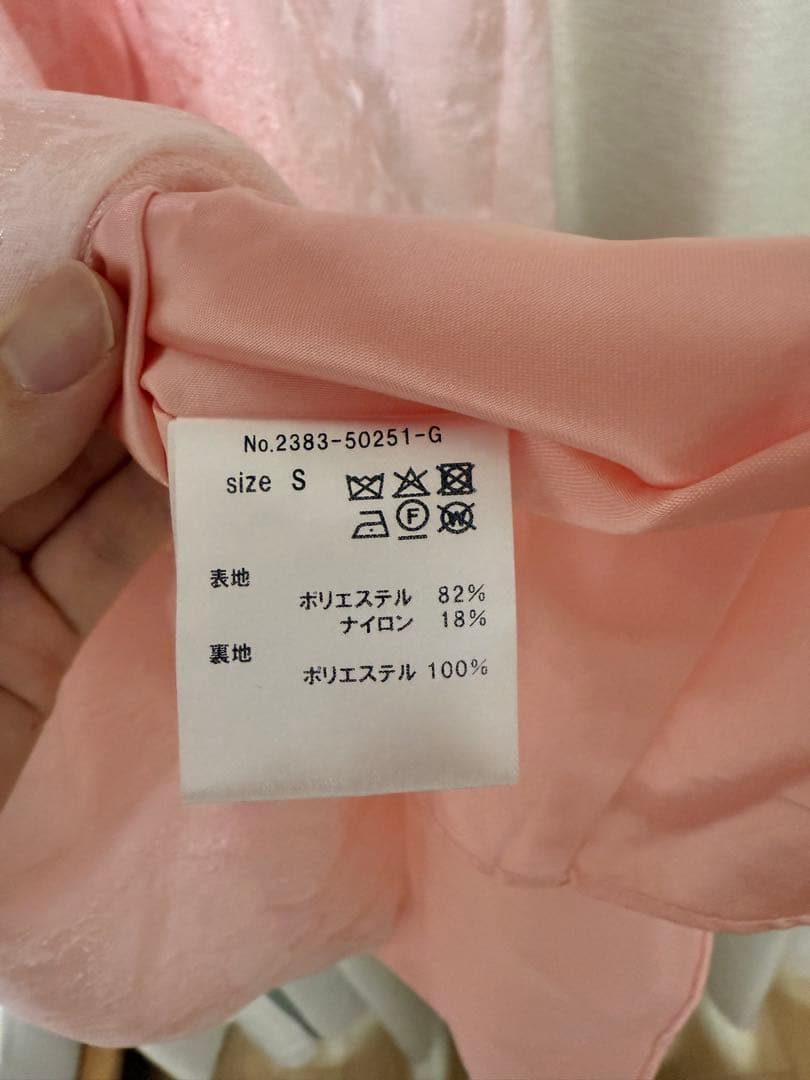 No.2383-50251-G
size S
F W
表地
ポリエステル 82%
ナイロン 18%
裏地
ポリエステル 100%